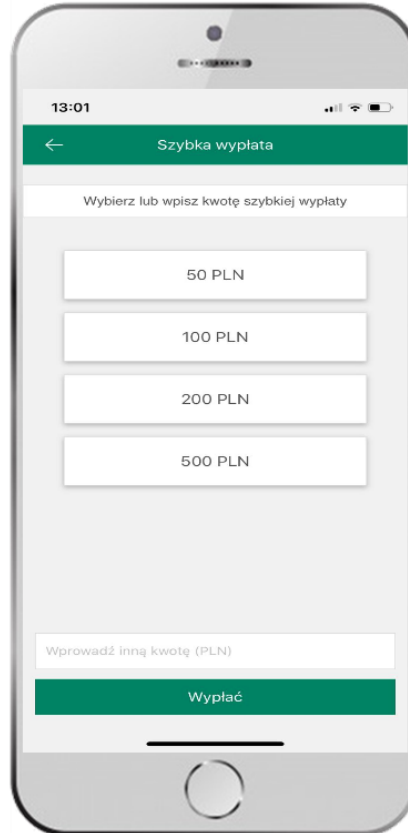 13:01
Szybka wypłata
Wybierz lub wpisz kwotę szybkiej wypłaty
50 PLN
100 PLN
200 PLN
500 PLN
Wprowadź inną kwotę (PLN)
Wypłać